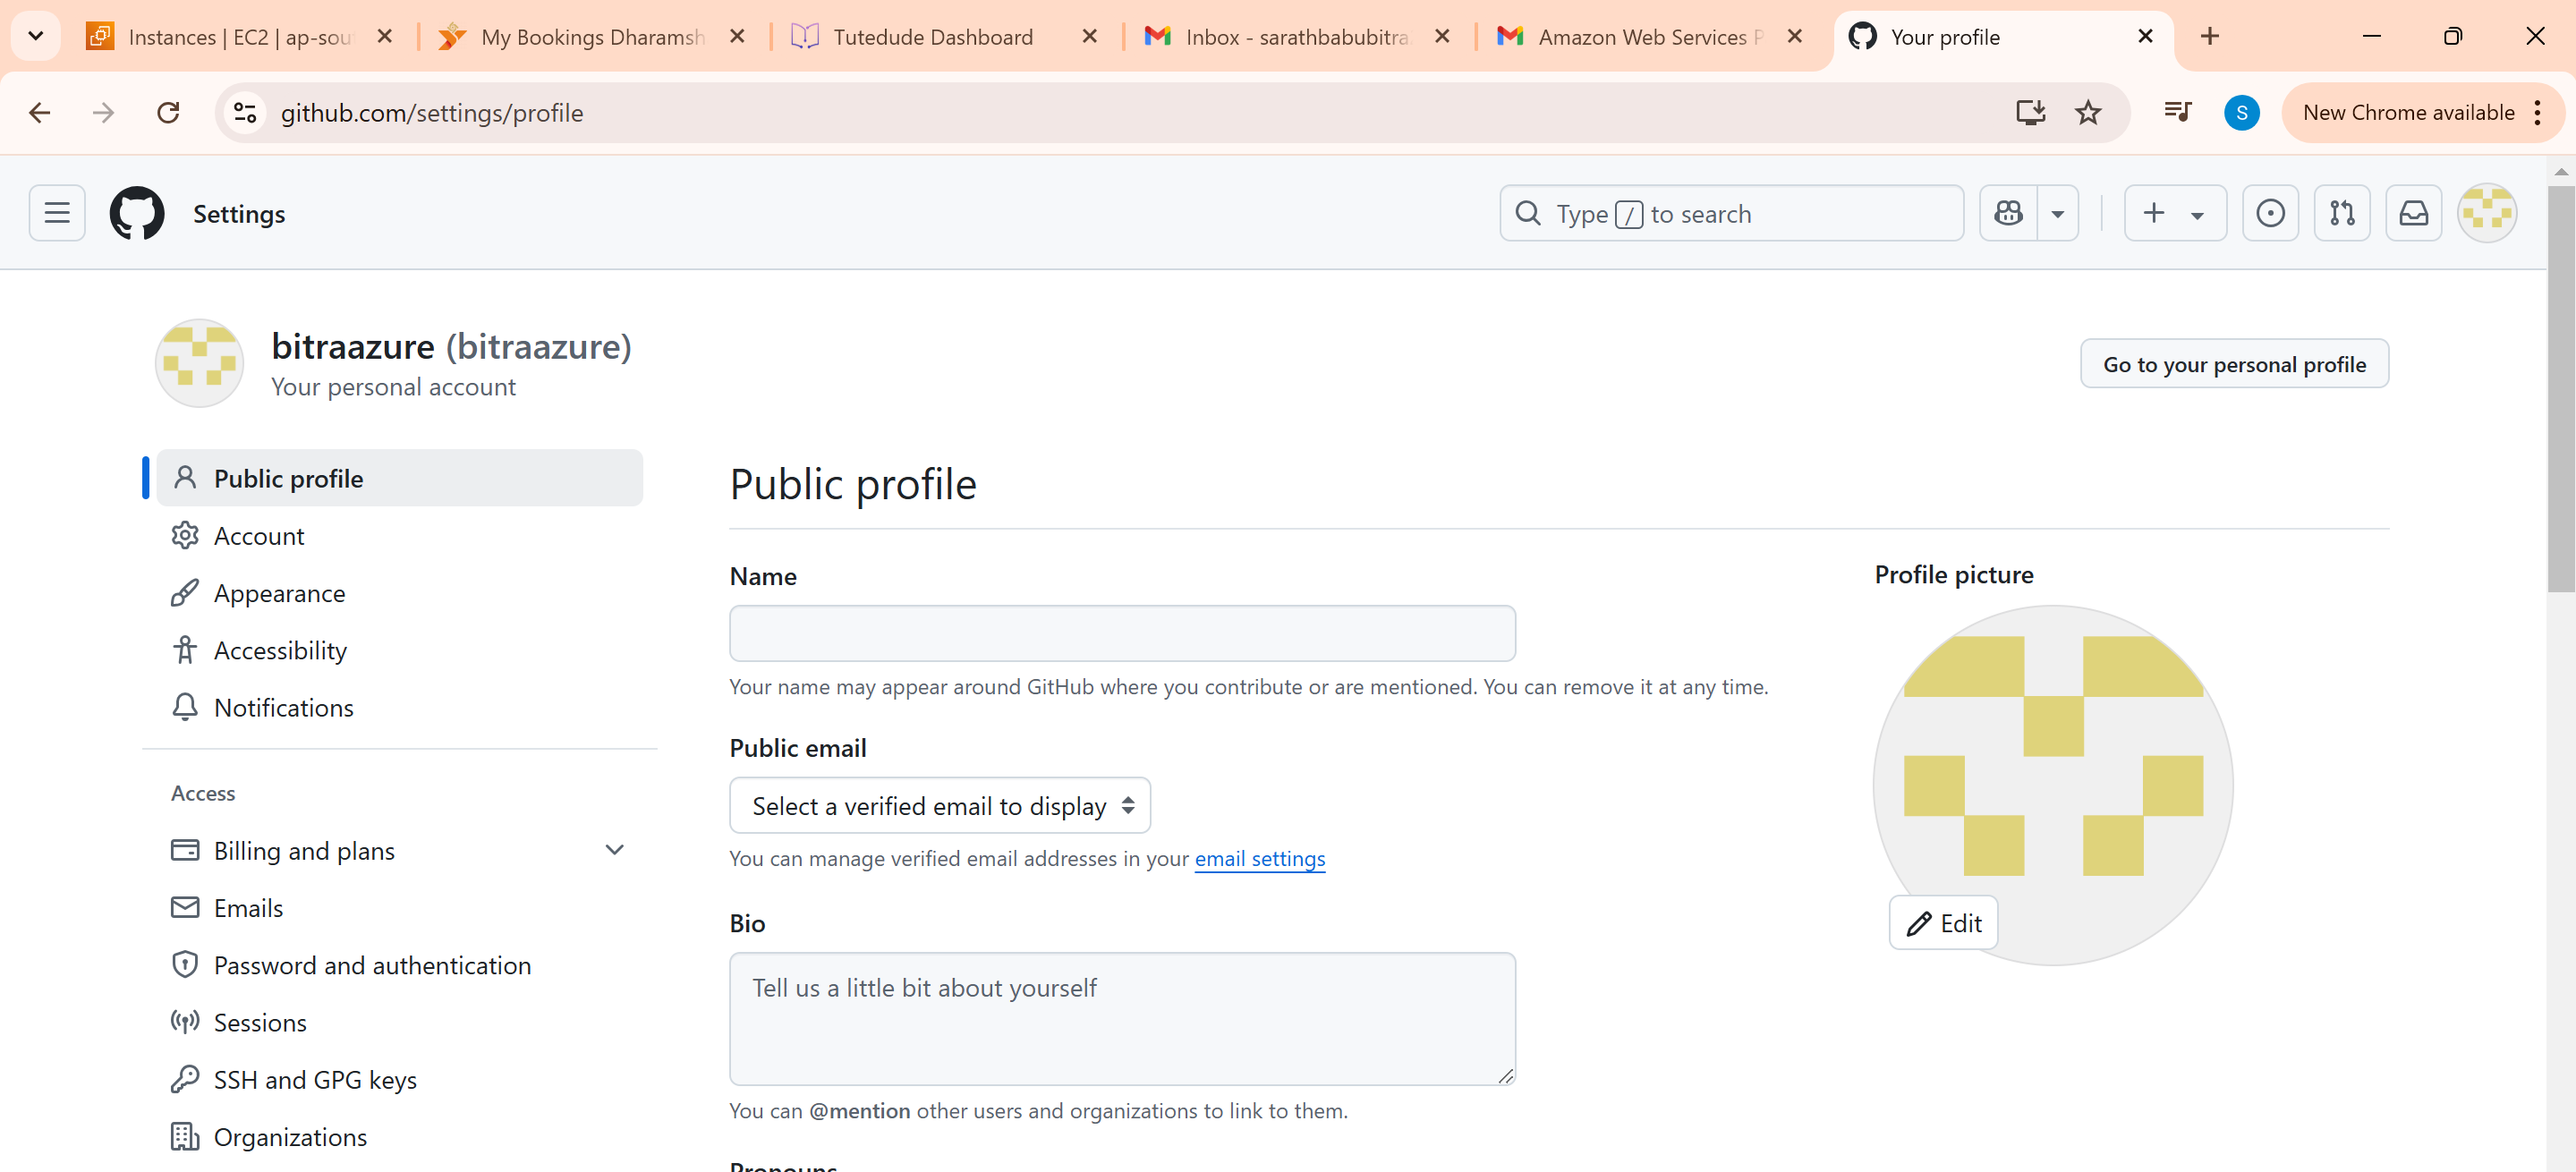 Instances | EC2 | ap-sou
My Bookings Dharamsh
Tutedude Dashboard
Inbox - sarathbabubitra
Amazon Web Services P
Your profile
github.com/settings/profile
S
New Chrome available
Settings
Type / to search
bitraazure (bitraazure)
Your personal account
Go to your personal profile
Public profile
Account
Appearance
Accessibility
Notifications
Access
Billing and plans
Emails
Password and authentication
Sessions
SSH and GPG keys
Organizations
Public profile
Name
Your name may appear around GitHub where you contribute or are mentioned. You can remove it at any time.
Public email
Select a verified email to display
You can manage verified email addresses in your email settings
Bio
Tell us a little bit about yourself
You can @mention other users and organizations to link to them.
Pronouns
Profile picture
Edit